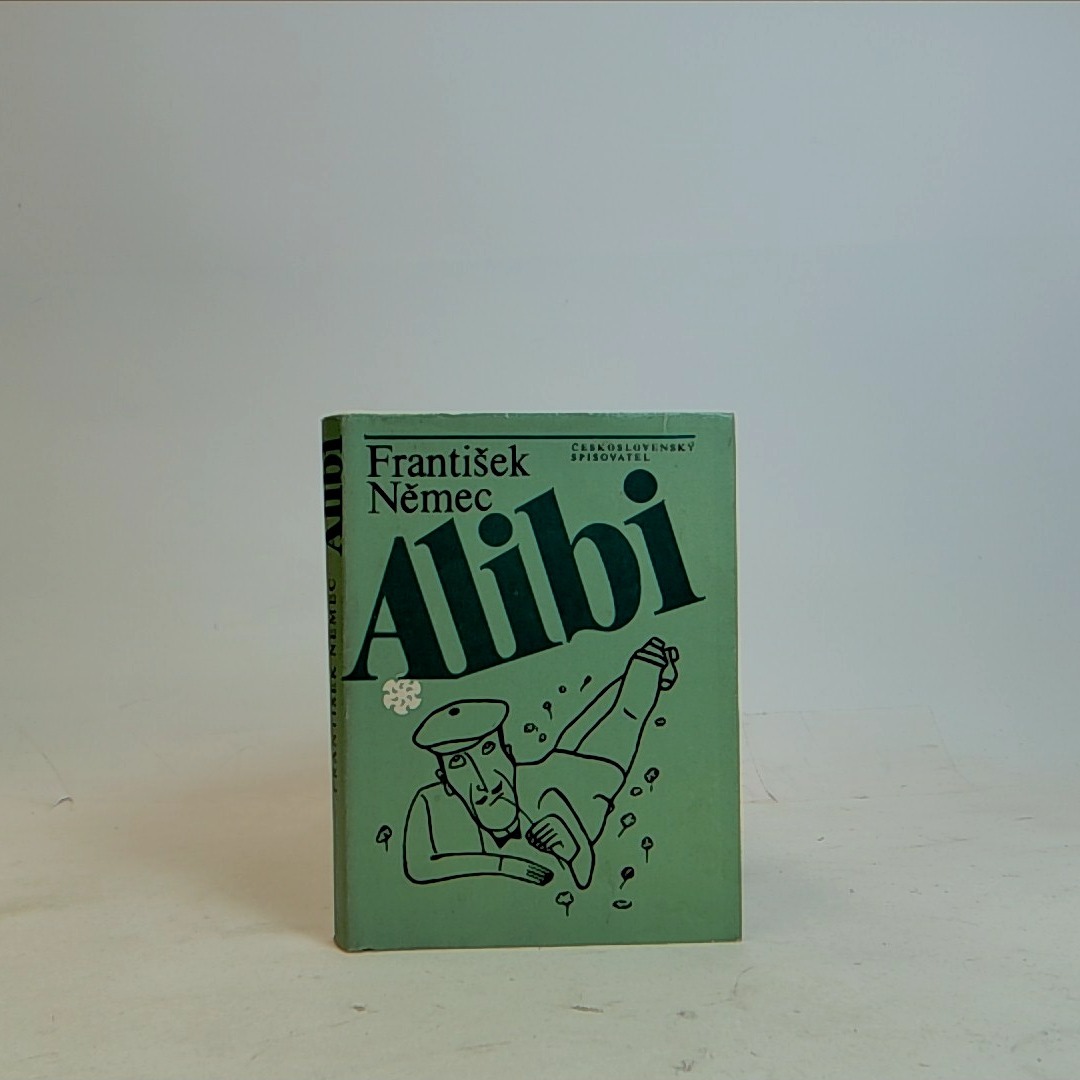 František
Němec
ČESKOSLOVENSKÝ
SPISOVATEL
Alibi
FRANTIŠEK NĚMEC Alibi